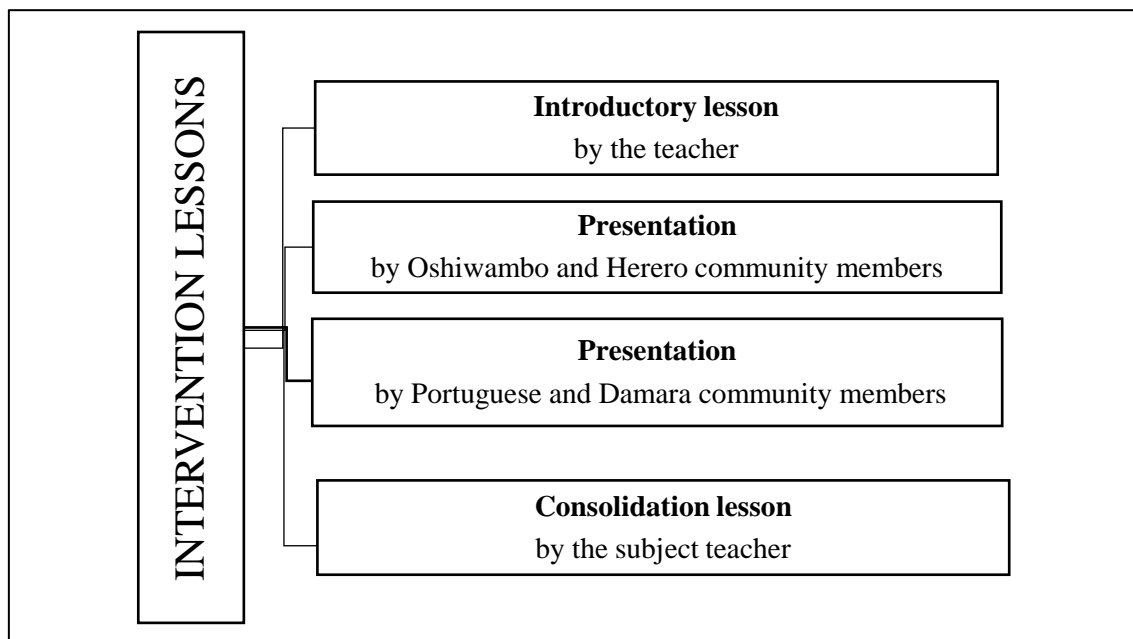 INTERVENTION LESSONS
Introductory lesson
by the teacher
Presentation
by Oshiwambo and Herero community members
Presentation
by Portuguese and Damara community members
Consolidation lesson
by the subject teacher